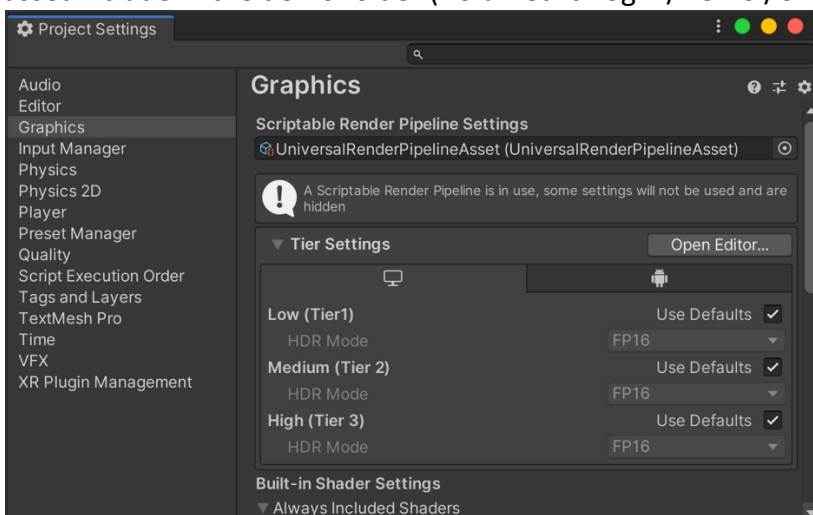 Project Settings
Audio
Editor
Graphics
Input Manager
Physics
Physics 2D
Player
Preset Manager
Quality
Script Execution Order
Tags and Layers
TextMesh Pro
Time
VFX
XR Plugin Management
Graphics
Scriptable Render Pipeline Settings
UniversalRenderPipelineAsset (UniversalRenderPipelineAsset)
A Scriptable Render Pipeline is in use, some settings will not be used and are
hidden
Tier Settings
Open Editor...
Low (Tier1) Use Defaults
HDR Mode FP16
Medium (Tier 2) Use Defaults
HDR Mode FP16
High (Tier 3) Use Defaults
HDR Mode FP16
Built-in Shader Settings
Always Included Shaders